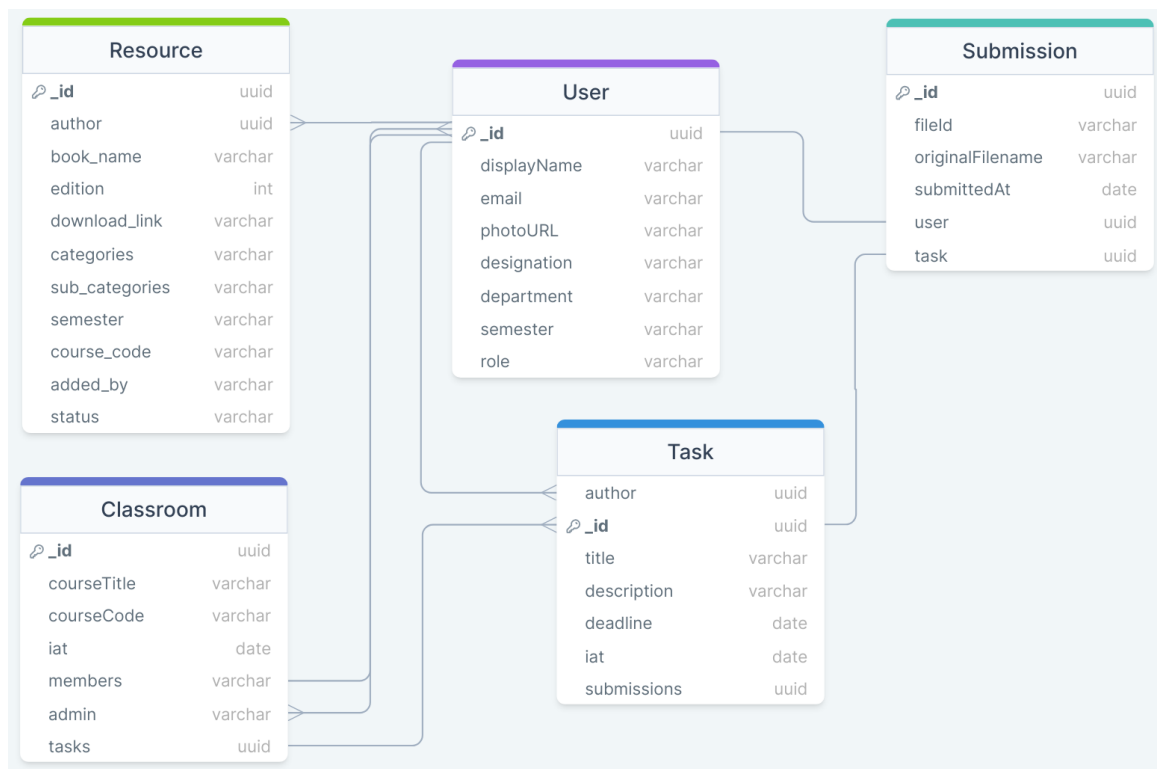 Resource
_id uuid
author uuid
book_name varchar
edition int
download_link varchar
categories varchar
sub_categories varchar
semester varchar
course_code varchar
added_by varchar
status varchar
User
_id uuid
displayName varchar
email varchar
photoURL varchar
designation varchar
department varchar
semester varchar
role varchar
Submission
_id uuid
fileId varchar
originalFilename varchar
submittedAt date
user uuid
task uuid
Classroom
_id uuid
courseTitle varchar
courseCode varchar
iat date
members varchar
admin varchar
tasks uuid
Task
author uuid
_id uuid
title varchar
description varchar
deadline date
iat date
submissions uuid